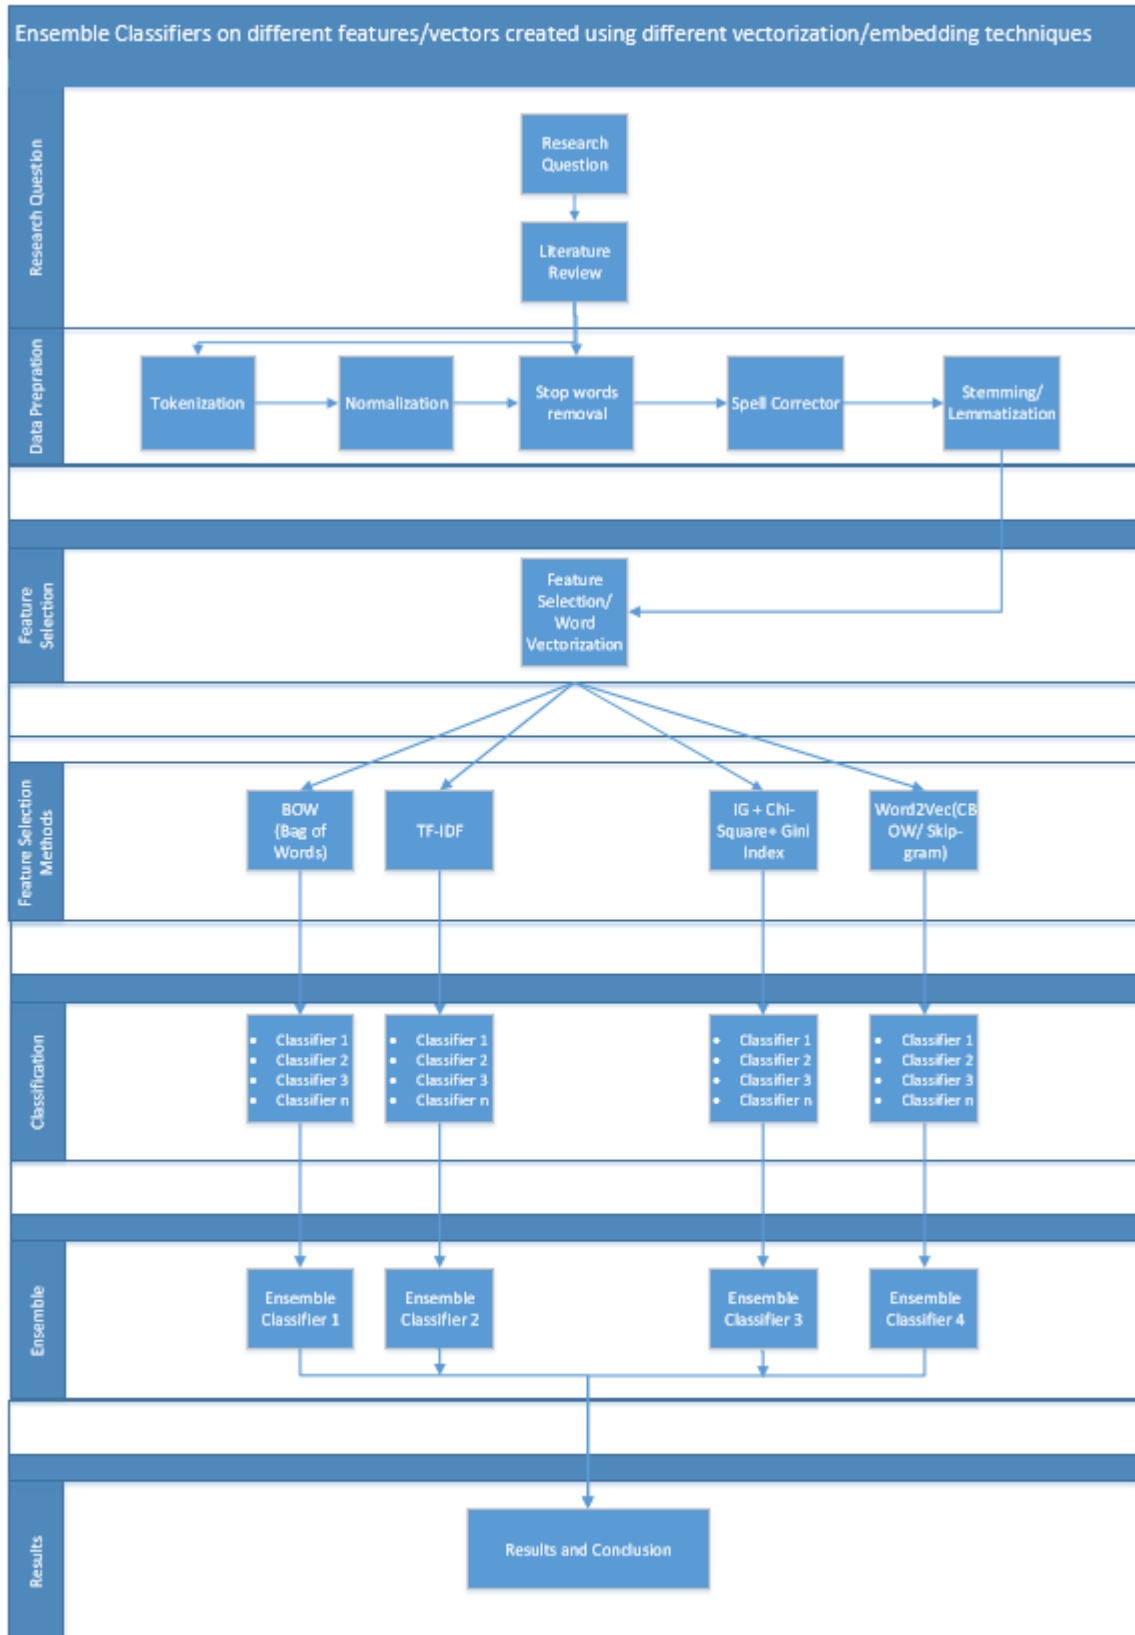 Ensemble Classifiers on different features/vectors created using different vectorization/embedding techniques
Research Question
Research
Question
Literature
Review
Data Prepration
Tokenization
Normalization
Stop words
removal
Spell Corrector
Stemming/
Lemmatization
Feature
Selection
Feature
Selection/
Word
Vectorization
Feature Selection
Methods
BOW
(Bag of
Words)
TF-IDF
IG + Chi-
Square+ Gini
Index
Word2Vec(CB
OW/ Skip-
gram)
Classification
• Classifier 1
• Classifier 2
• Classifier 3
• Classifier n
• Classifier 1
• Classifier 2
• Classifier 3
• Classifier n
• Classifier 1
• Classifier 2
• Classifier 3
• Classifier n
• Classifier 1
• Classifier 2
• Classifier 3
• Classifier n
Ensemble
Ensemble
Classifier 1
Ensemble
Classifier 2
Ensemble
Classifier 3
Ensemble
Classifier 4
Results
Results and Conclusion